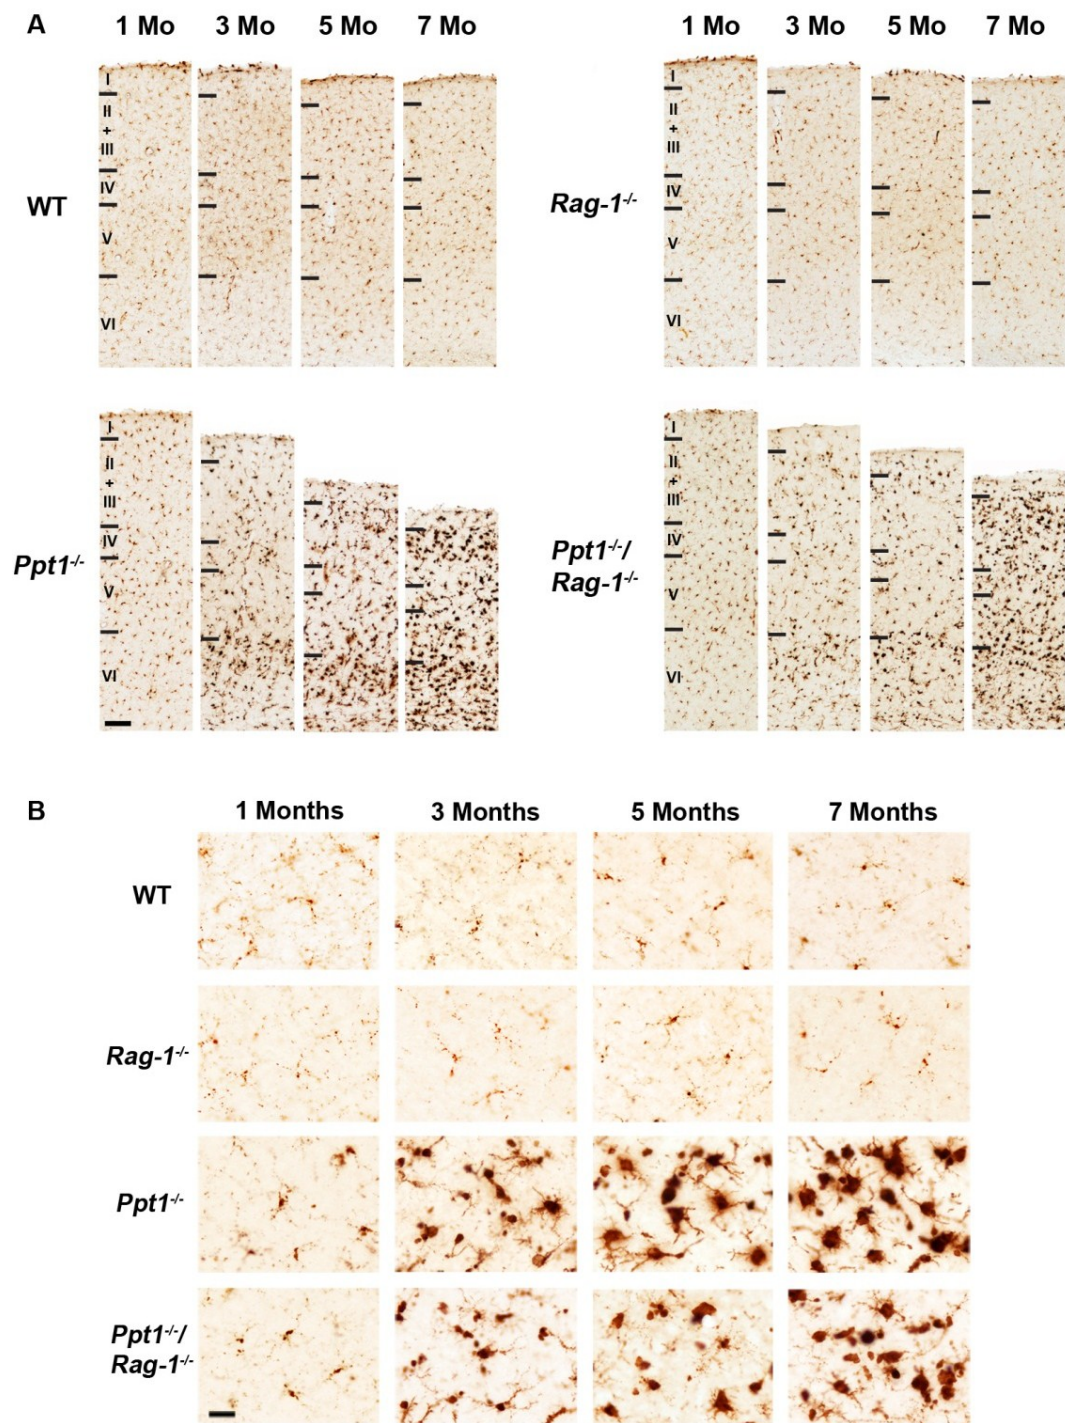 A
1 Mo 3 Mo 5 Mo 7 Mo
1 Mo 3 Mo 5 Mo 7 Mo
WT
I
II
+
III
IV
V
VI
Rag-1-/-
I
II
+
III
IV
V
VI
Ppt1-/-
I
II
+
III
IV
V
VI
Ppt1-/-/
Rag-1-/-
I
II
+
III
IV
V
VI
B
1 Months 3 Months 5 Months 7 Months
WT
Rag-1-/-
Ppt1-/-
Ppt1-/-/
Rag-1-/-